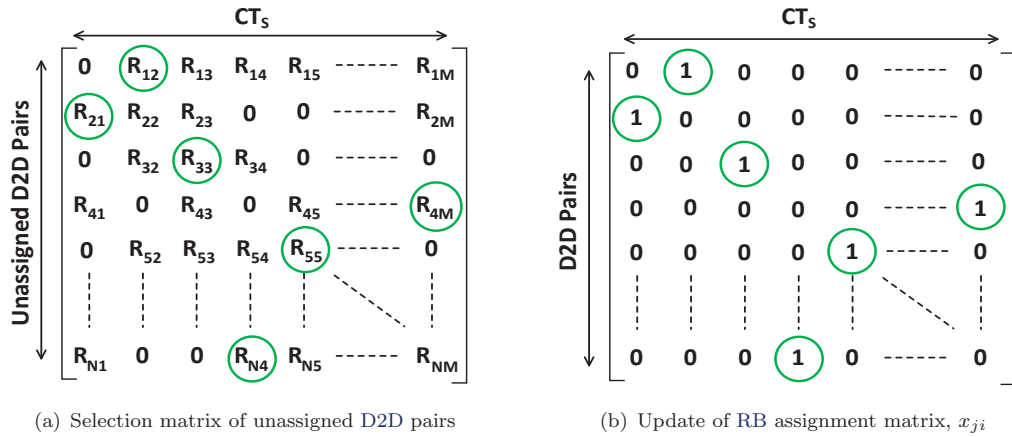 CTs
Unassigned D2D Pairs
0 R12 R13 R14 R15 R1M
R21 R22 R23 0 0 R2M
0 R32 R33 R34 0 0
R41 0 R43 0 R45 R4M
0 R52 R53 R54 R55 0
RN1 0 0 RN4 RN5 RNM
(a) Selection matrix of unassigned D2D pairs
CTs
D2D Pairs
0 1 0 0 0 0
1 0 0 0 0 0
0 0 1 0 0 0
0 0 0 0 0 1
0 0 0 0 1 0
0 0 0 1 0 0
(b) Update of RB assignment matrix, xji